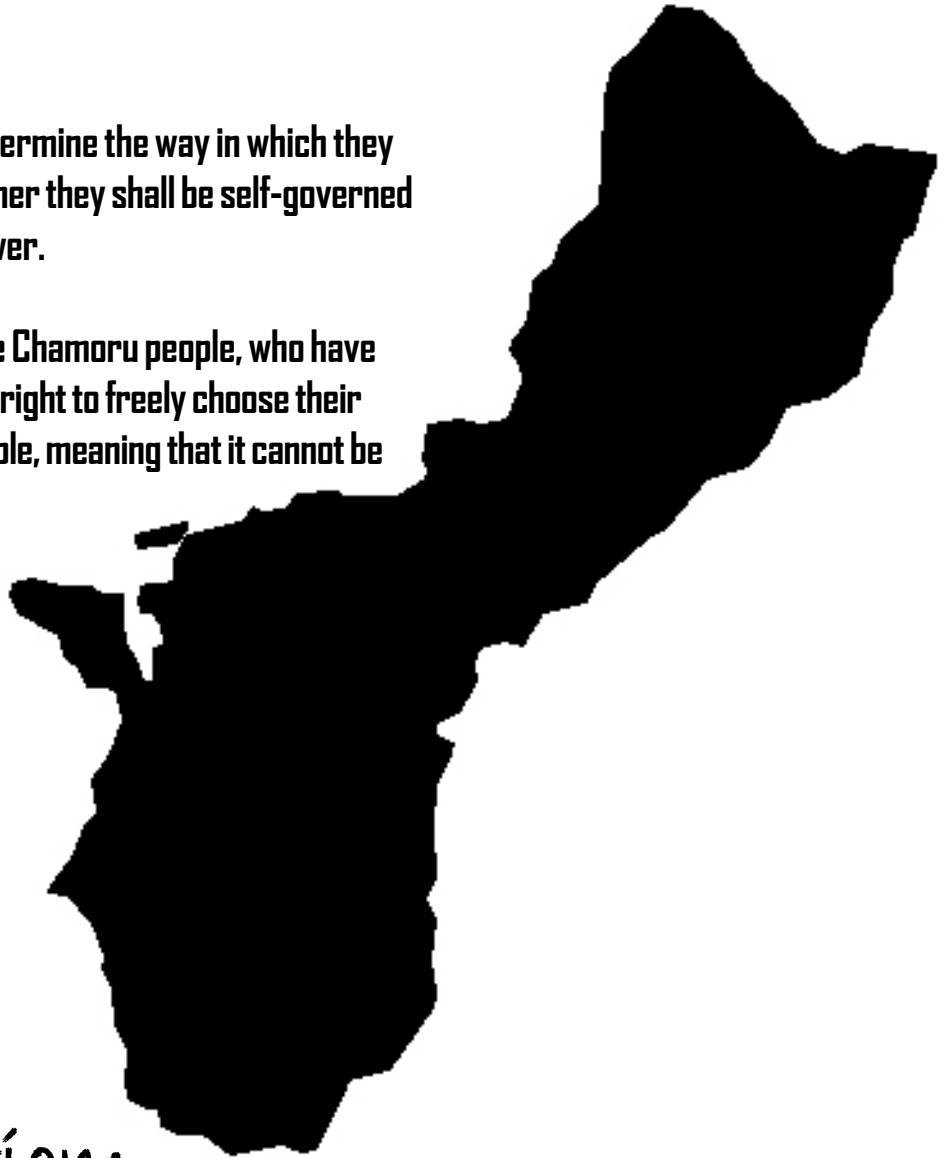 ermine the way in which they
her they shall be self-governed
ver.
e Chamoru people, who have
right to freely choose their
ble, meaning that it cannot be